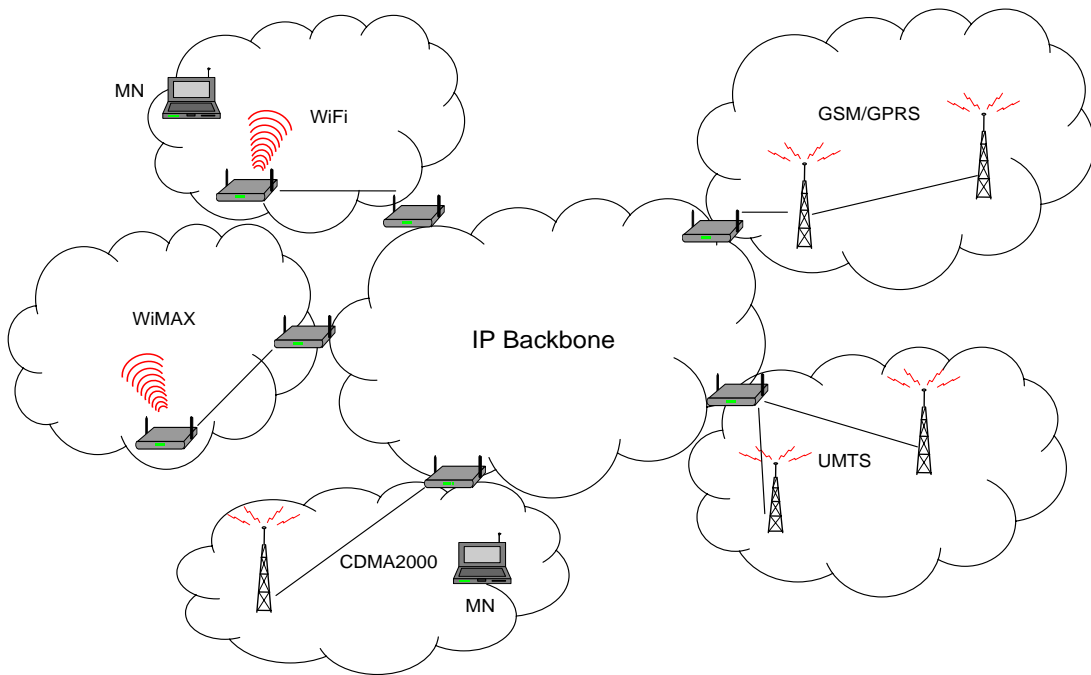 MN
WiFi
GSM/GPRS
WiMAX
IP Backbone
UMTS
CDMA2000
MN